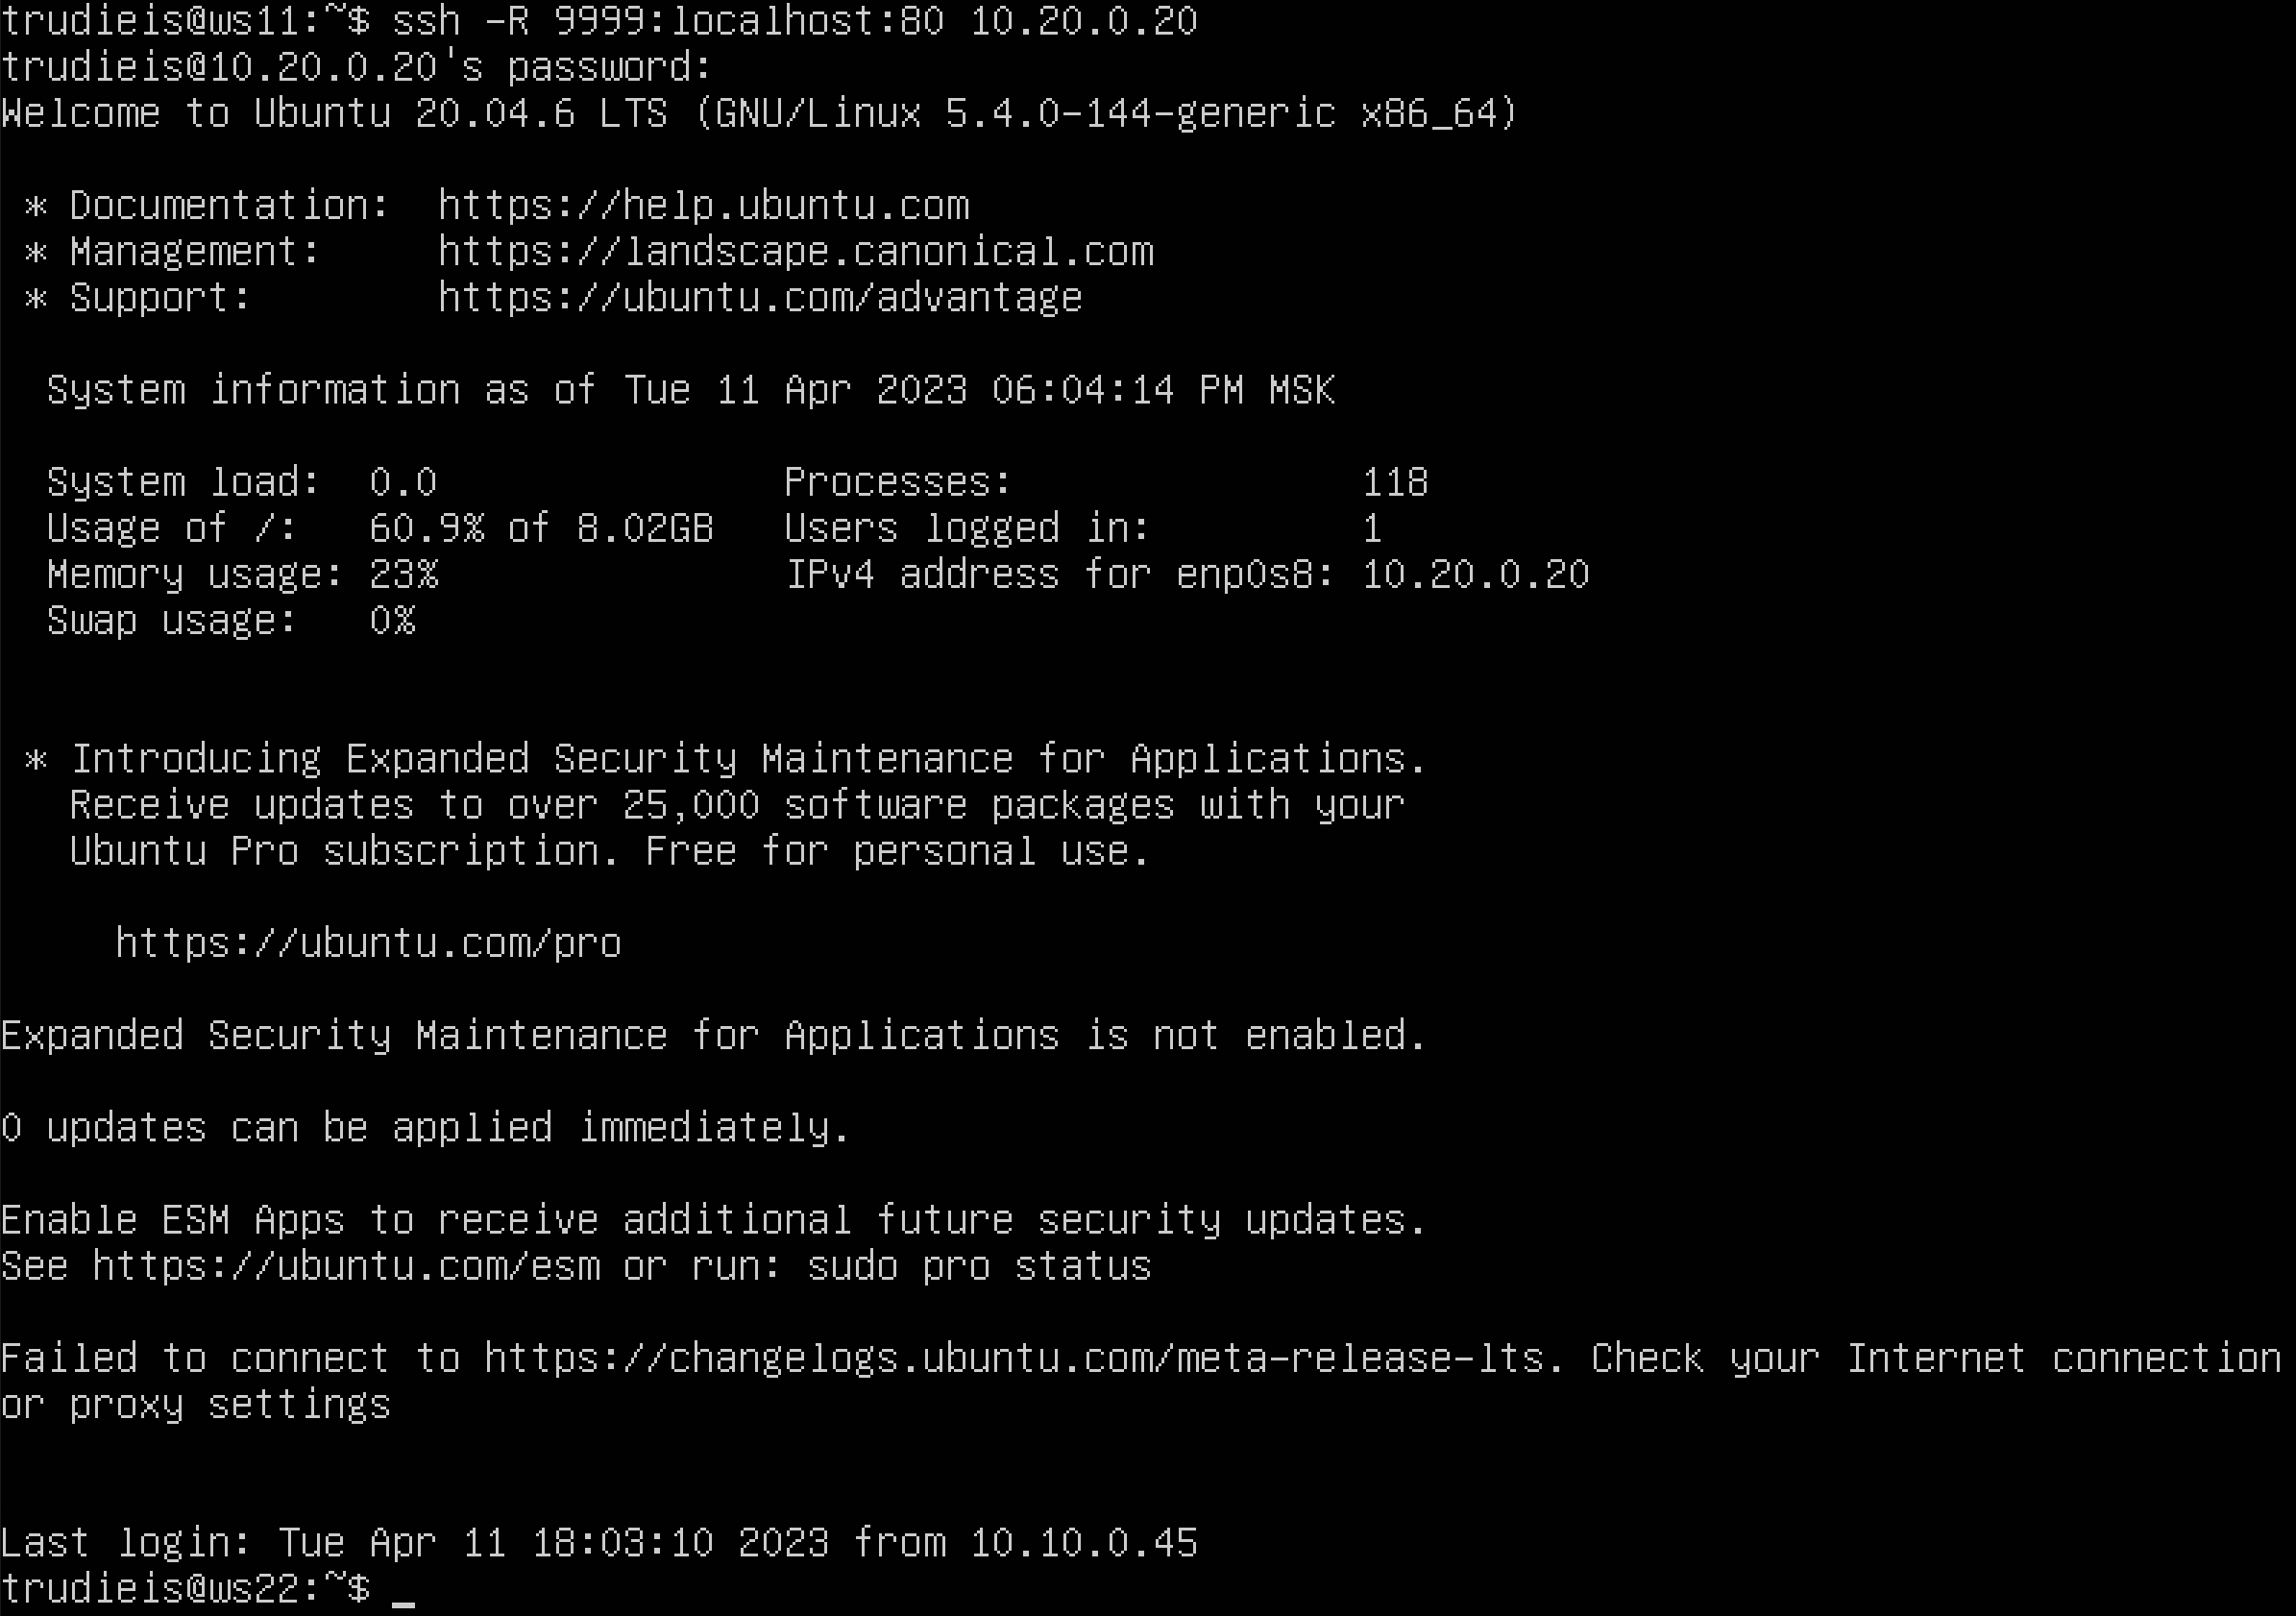 trudieis@ws11:~$ ssh -R 9999:localhost:80 10.20.0.20
trudieis@10.20.0.20's password:
Welcome to Ubuntu 20.04.6 LTS (GNU/Linux 5.4.0-144-generic x86_64)
* Documentation:  https://help.ubuntu.com
* Management:     https://landscape.canonical.com
* Support:        https://ubuntu.com/advantage
System information as of Tue 11 Apr 2023 06:04:14 PM MSK
System load:  0.0               Processes:               118
Usage of /:   60.9% of 8.02GB   Users logged in:         1
Memory usage: 23%               IPv4 address for enp0s8: 10.20.0.20
Swap usage:   0%
* Introducing Expanded Security Maintenance for Applications.
Receive updates to over 25,000 software packages with your
Ubuntu Pro subscription. Free for personal use.
https://ubuntu.com/pro
Expanded Security Maintenance for Applications is not enabled.
0 updates can be applied immediately.
Enable ESM Apps to receive additional future security updates.
See https://ubuntu.com/esm or run: sudo pro status
Failed to connect to https://changelogs.ubuntu.com/meta-release-lts. Check your Internet connection
or proxy settings
Last login: Tue Apr 11 18:03:10 2023 from 10.10.0.45
trudieis@ws22:~$ _